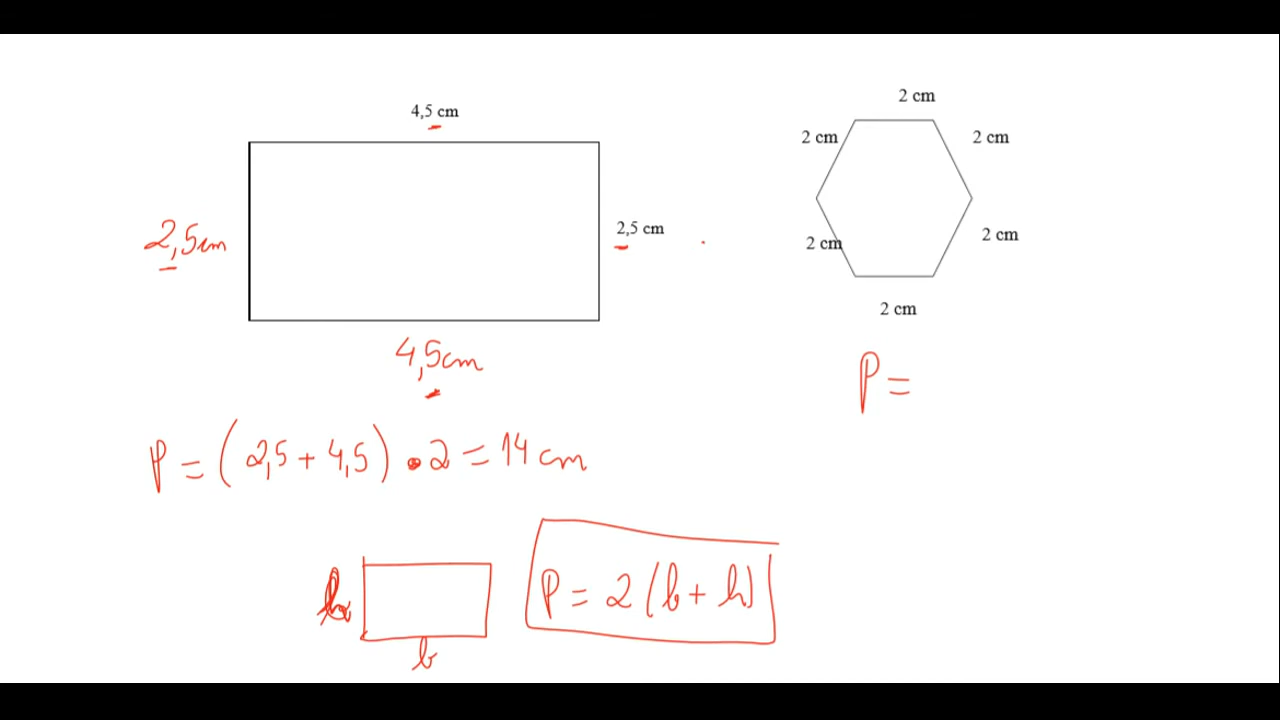 4,5 cm
2,5 cm
2,5cm
4,5cm
P = (2,5 + 4,5) • 2 = 14 cm
b
P = 2 (b + h)
2 cm
2 cm
2 cm
2 cm
2 cm
2 cm
P =